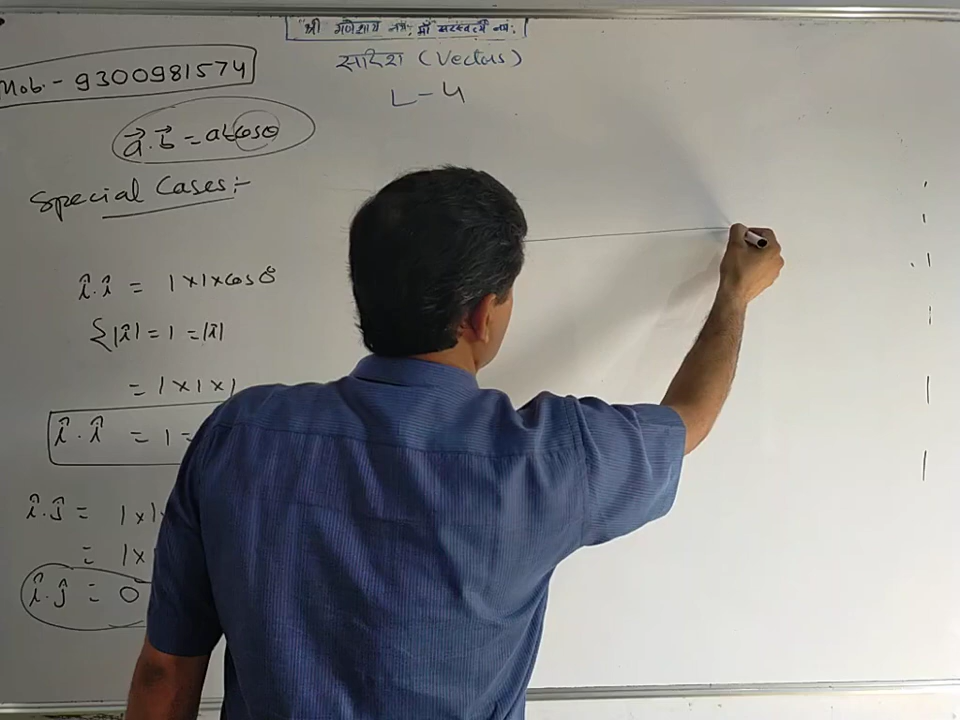 "श्री गणेशाय नमः; माँ सरस्वत्यै नमः;
सदिश (Vectors)
Mob. - 9300981574
L-4
a⃗.b⃗ = abcosθ
Special Cases:-
î.î = 1×1×cos0°
{|î| = 1 = |î|
= 1×1×1
î.î = 1 =
î.ĵ = 1×1
= 1×
î.ĵ = 0